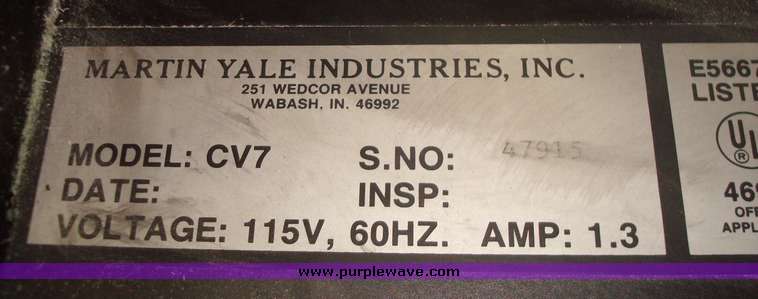 MARTIN YALE INDUSTRIES, INC.
251 WEDCOR AVENUE
WABASH, IN. 46992
MODEL: CV7 S.NO: 47915
DATE: INSP:
VOLTAGE: 115V, 60HZ. AMP: 1.3
E5667
LISTE
UL
®
469
OFF
APPL
www.purplewave.com